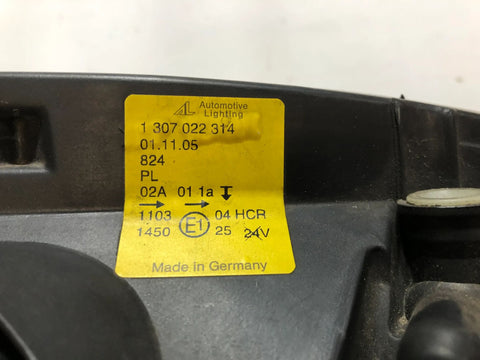 AL Automotive
Lighting
1 307 022 314
01.11.05
824
PL
02A 01 1a
→ →
1103 E1 04 HCR
1450 25 24V
Made in Germany